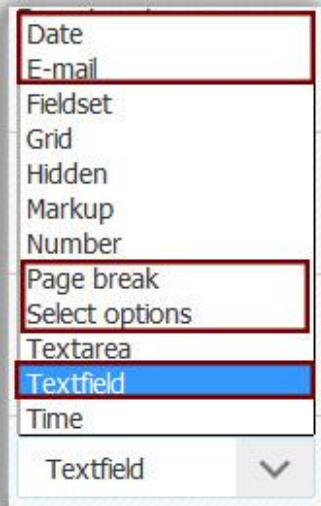 Date
E-mail
Fieldset
Grid
Hidden
Markup
Number
Page break
Select options
Textarea
Textfield
Time
Textfield